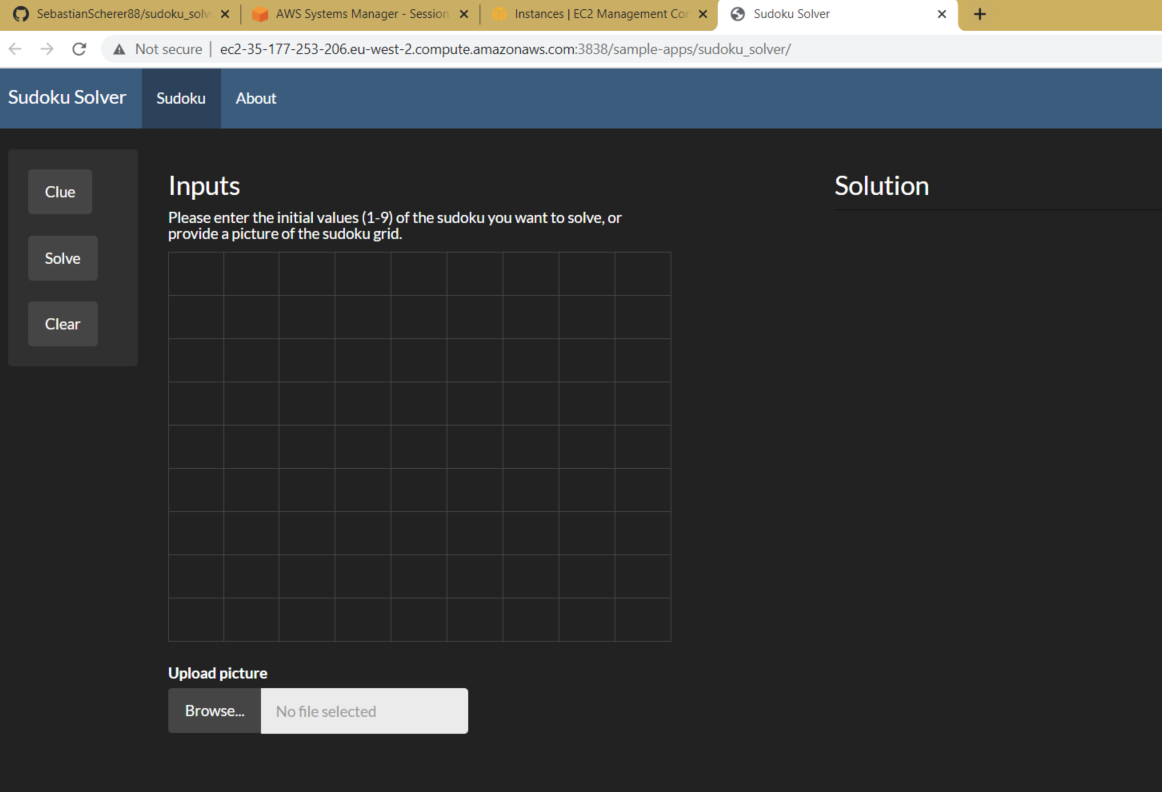 SebastianScherer88/sudoku_solv
AWS Systems Manager - Session
Instances | EC2 Management Con
Sudoku Solver
Not secure | ec2-35-177-253-206.eu-west-2.compute.amazonaws.com:3838/sample-apps/sudoku_solver/
Sudoku Solver
Sudoku
About
Clue
Solve
Clear
Inputs
Please enter the initial values (1-9) of the sudoku you want to solve, or
provide a picture of the sudoku grid.
Upload picture
Browse...
No file selected
Solution